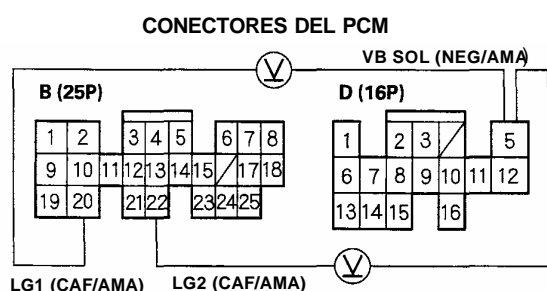 CONECTORES DEL PCM
VB SOL (NEG/AMA)
V
B (25P)
D (16P)
1 2 3 4 5 6 7 8
9 10 11 12 13 14 15 17 18
19 20 21 22 23 24 25
1 2 3 5
6 7 8 9 10 11 12
13 14 15 16
V
LG1 (CAF/AMA)
LG2 (CAF/AMA)